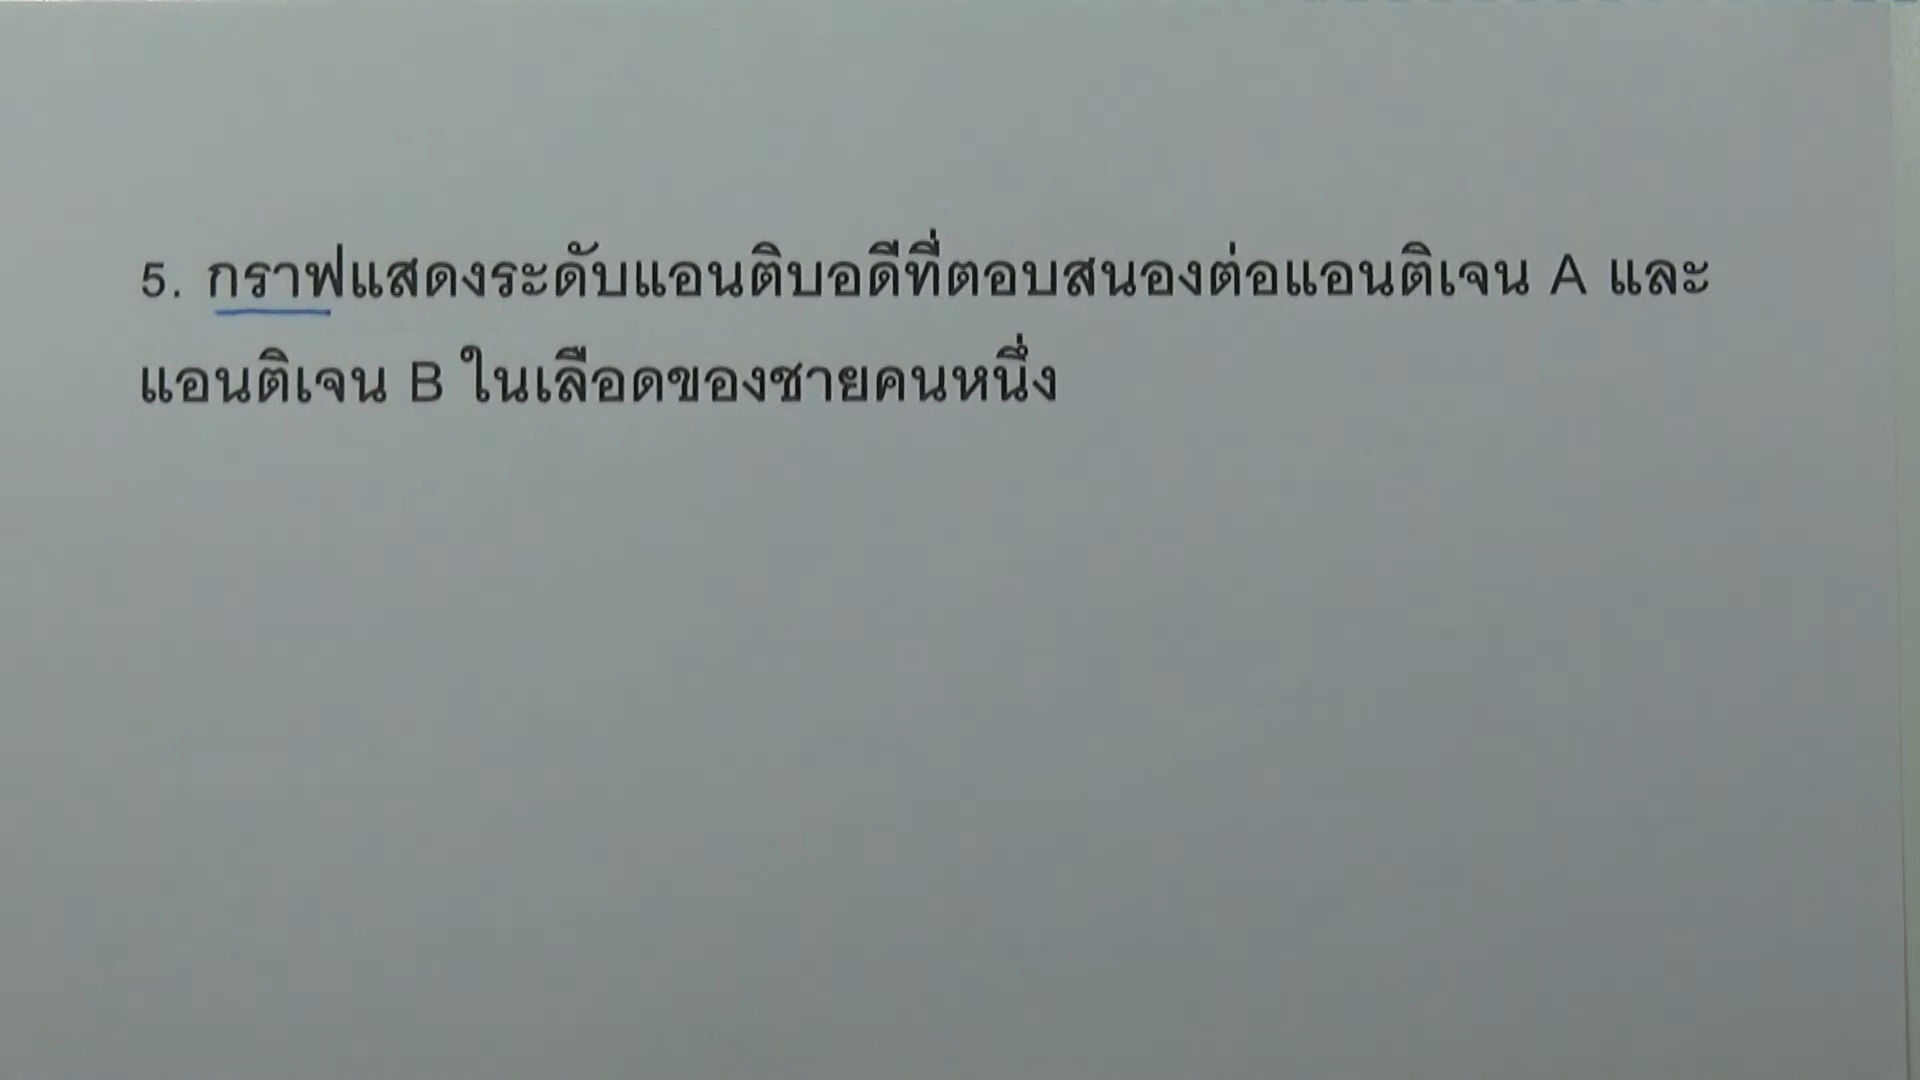 5. กราฟแสดงระดับแอนติบอดีที่ตอบสนองต่อแอนติเจน A และ
แอนติเจน B ในเลือดของชายคนหนึ่ง